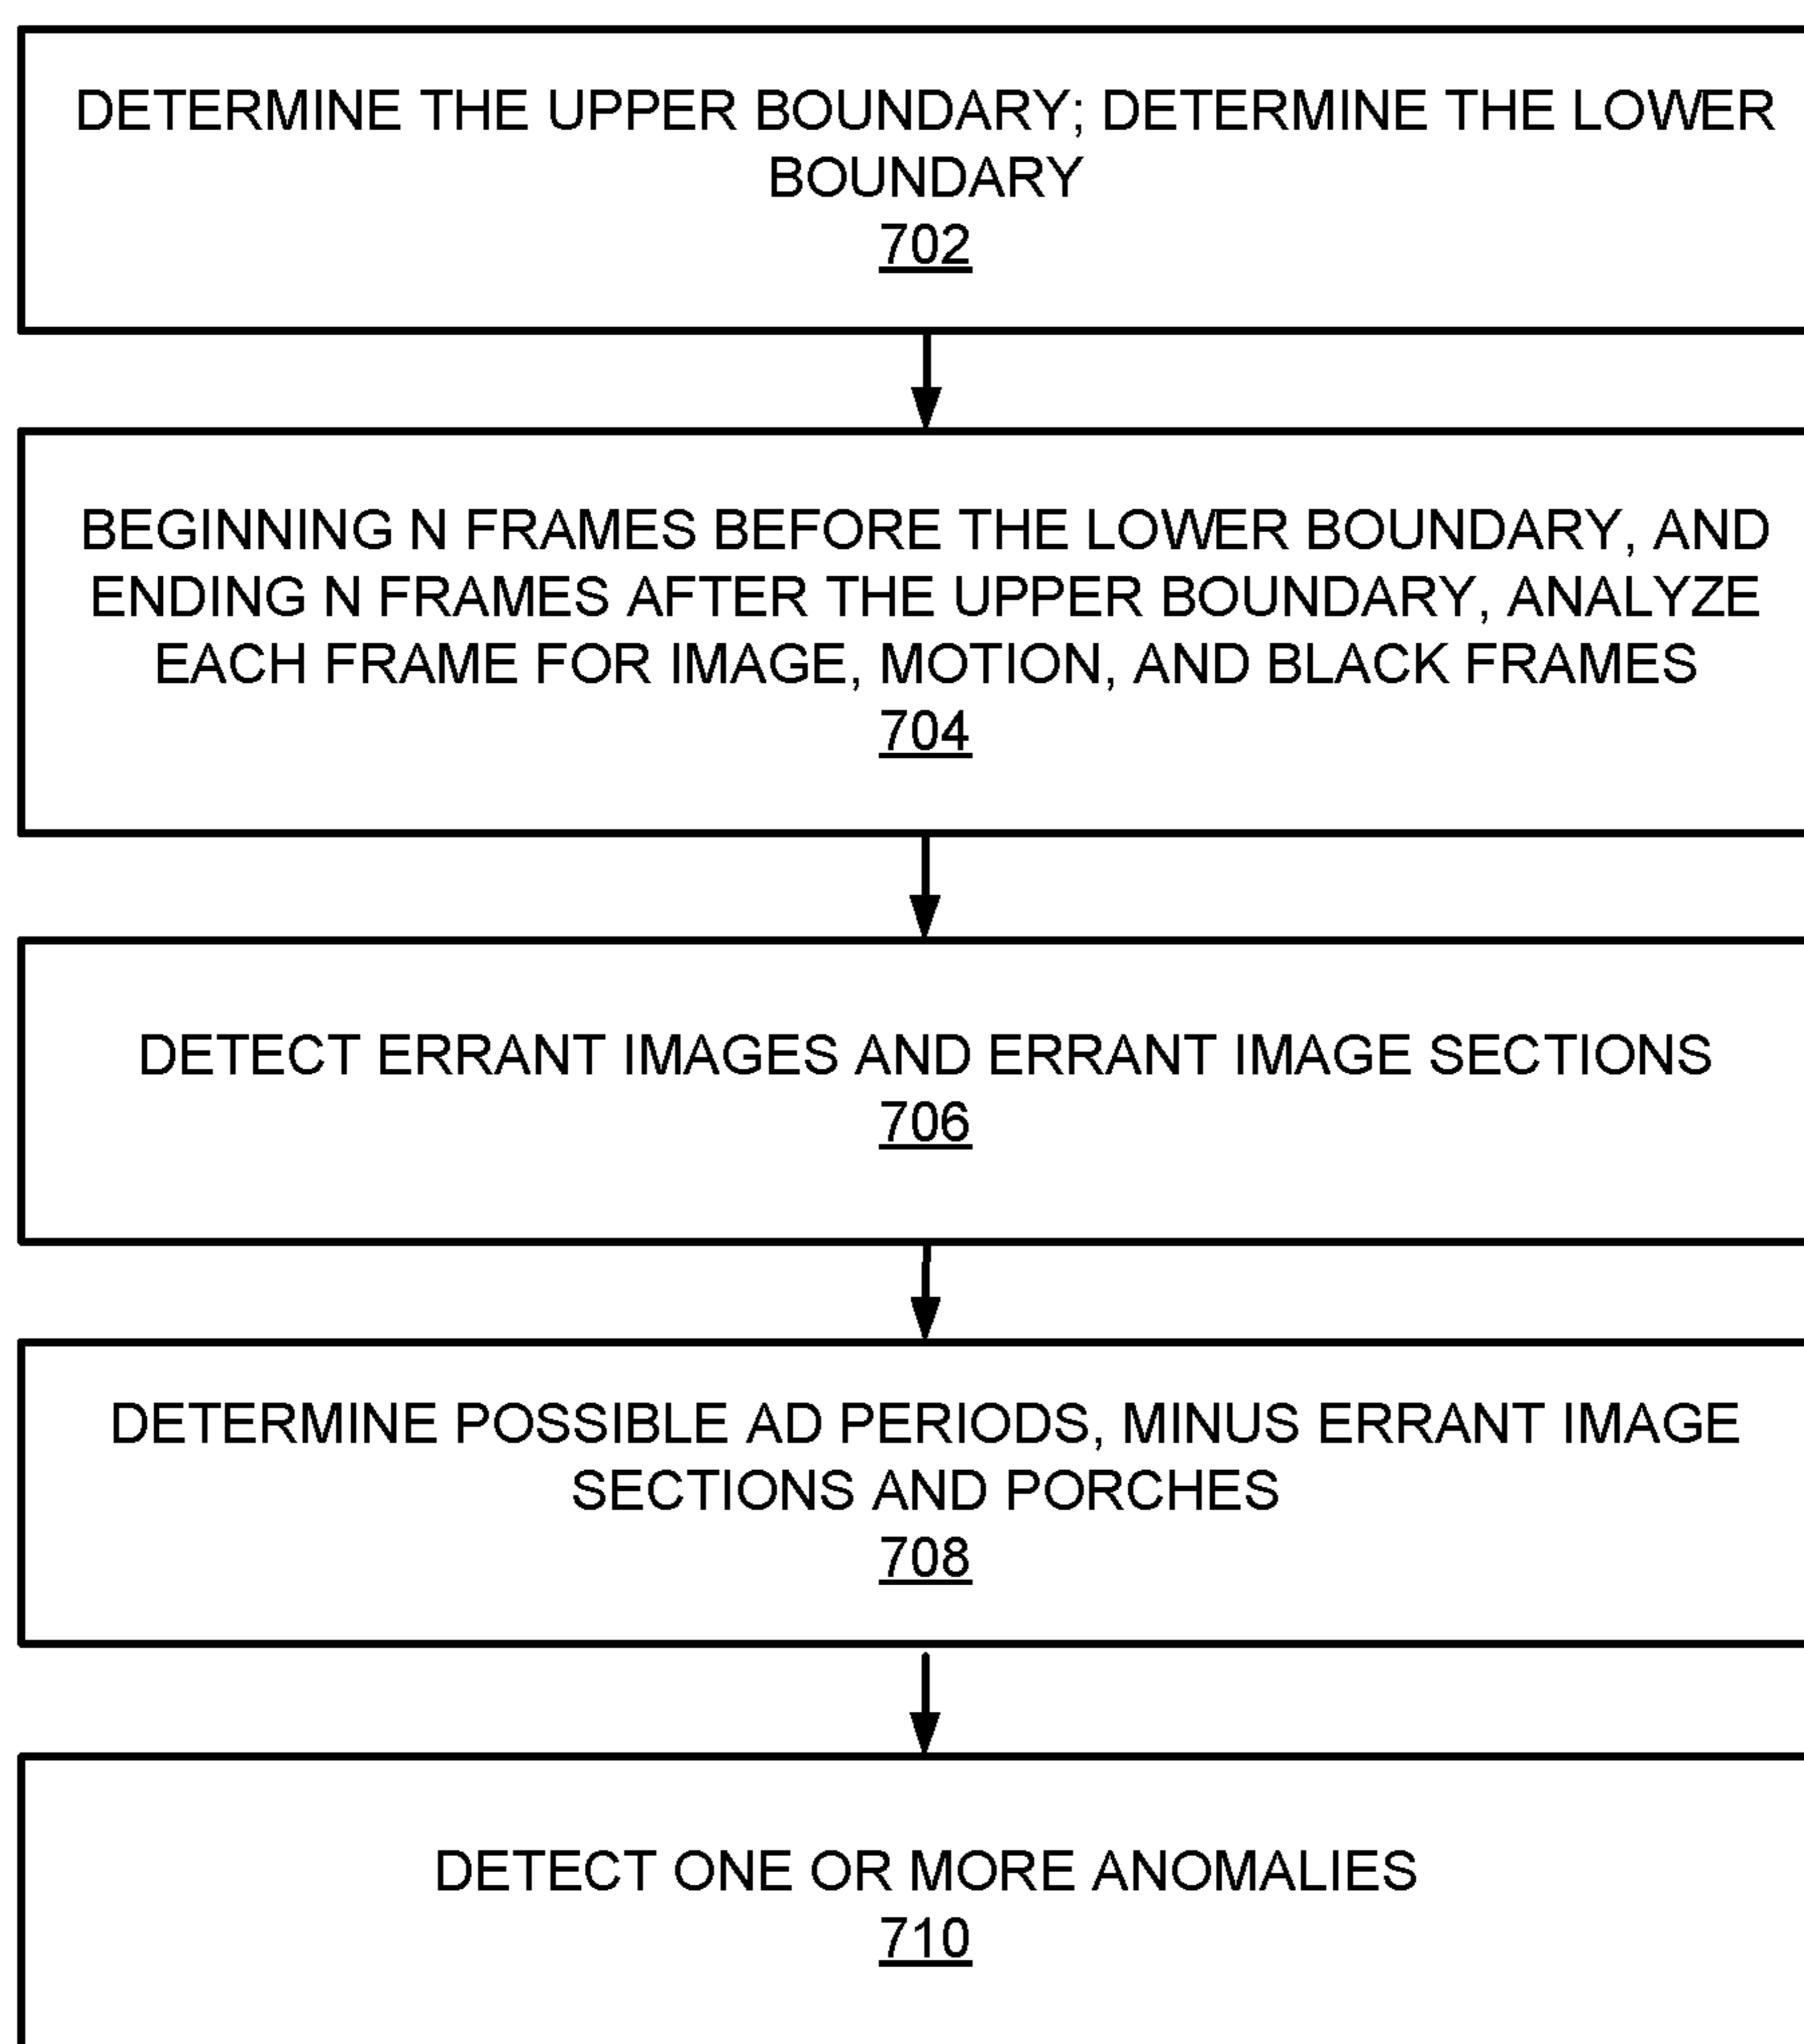 DETERMINE THE UPPER BOUNDARY; DETERMINE THE LOWER
BOUNDARY
702
BEGINNING N FRAMES BEFORE THE LOWER BOUNDARY, AND
ENDING N FRAMES AFTER THE UPPER BOUNDARY, ANALYZE
EACH FRAME FOR IMAGE, MOTION, AND BLACK FRAMES
704
DETECT ERRANT IMAGES AND ERRANT IMAGE SECTIONS
706
DETERMINE POSSIBLE AD PERIODS, MINUS ERRANT IMAGE
SECTIONS AND PORCHES
708
DETECT ONE OR MORE ANOMALIES
710